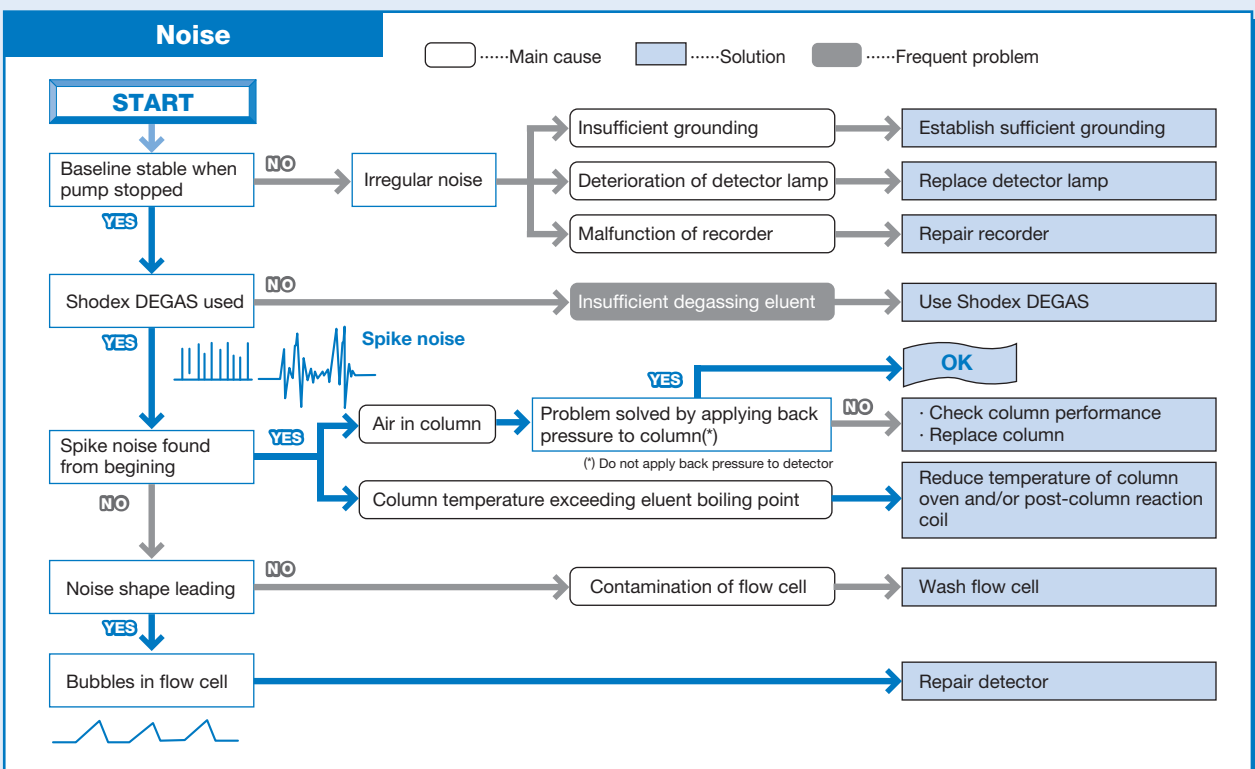 Noise
······Main cause
······Solution
······Frequent problem
START
Baseline stable when
pump stopped
NO
Irregular noise
Insufficient grounding
Establish sufficient grounding
Deterioration of detector lamp
Replace detector lamp
Malfunction of recorder
Repair recorder
YES
Shodex DEGAS used
NO
Insufficient degassing eluent
Use Shodex DEGAS
YES
Spike noise
Spike noise found
from begining
YES
Air in column
Problem solved by applying back
pressure to column(*)
(*) Do not apply back pressure to detector
YES
OK
NO
· Check column performance
· Replace column
Column temperature exceeding eluent boiling point
Reduce temperature of column
oven and/or post-column reaction
coil
NO
Noise shape leading
NO
Contamination of flow cell
Wash flow cell
YES
Bubbles in flow cell
Repair detector